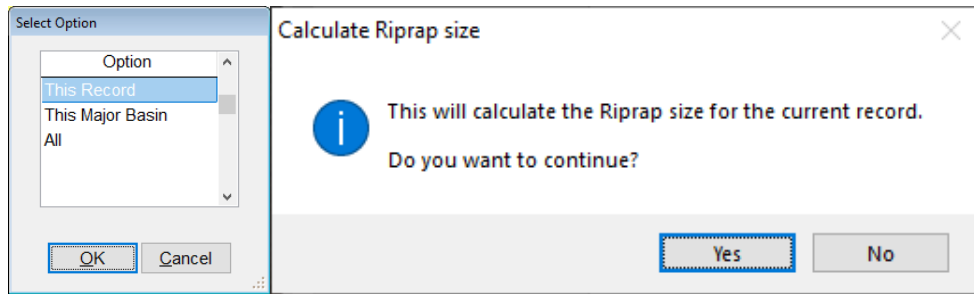 Select Option
Option
This Record
This Major Basin
All
OK
Cancel
Calculate Riprap size
This will calculate the Riprap size for the current record.
Do you want to continue?
Yes
No